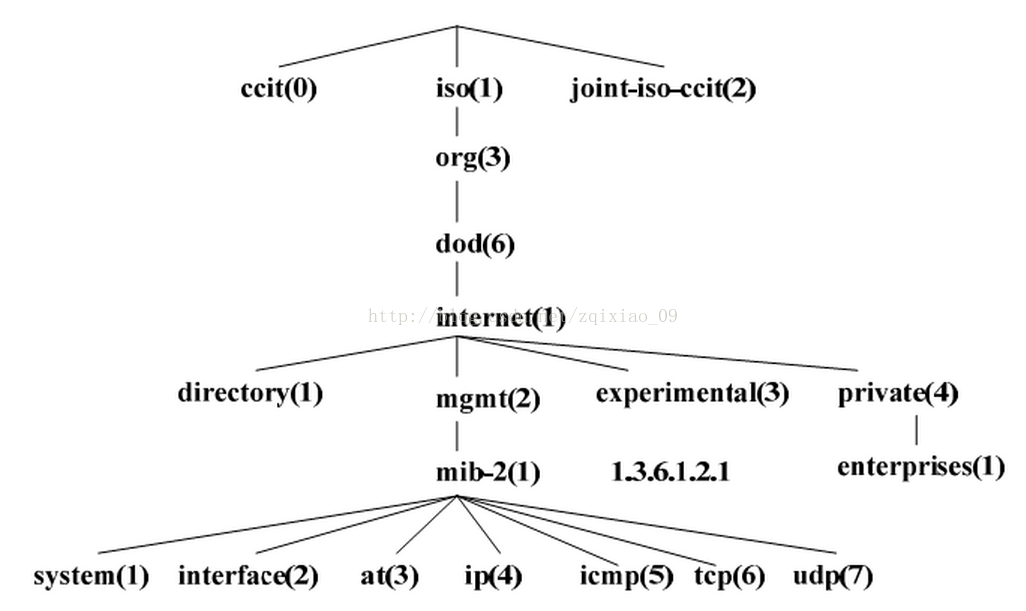 ccit(0) iso(1) joint-iso-ccit(2)
org(3)
dod(6)
internet(1)
directory(1) mgmt(2) experimental(3) private(4)
mib-2(1) 1.3.6.1.2.1 enterprises(1)
system(1) interface(2) at(3) ip(4) icmp(5) tcp(6) udp(7)